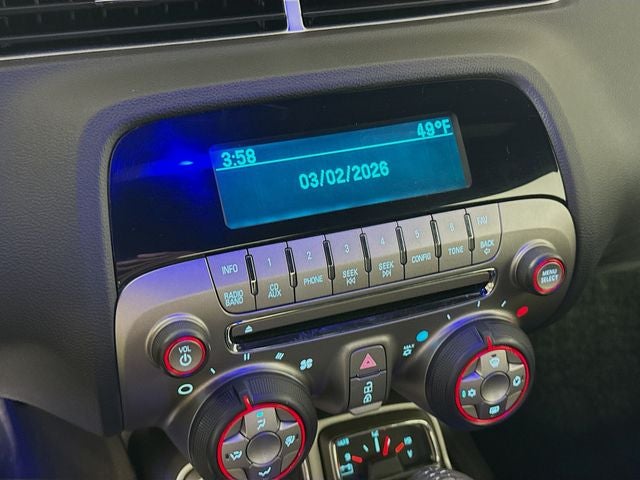 3:58 49°F
03/02/2026
INFO 1 2 3 4 5 6 FAV
RADIO BAND CD AUX PHONE SEEK SEEK CONFIG TONE BACK
MENU SELECT
VOL
MAX